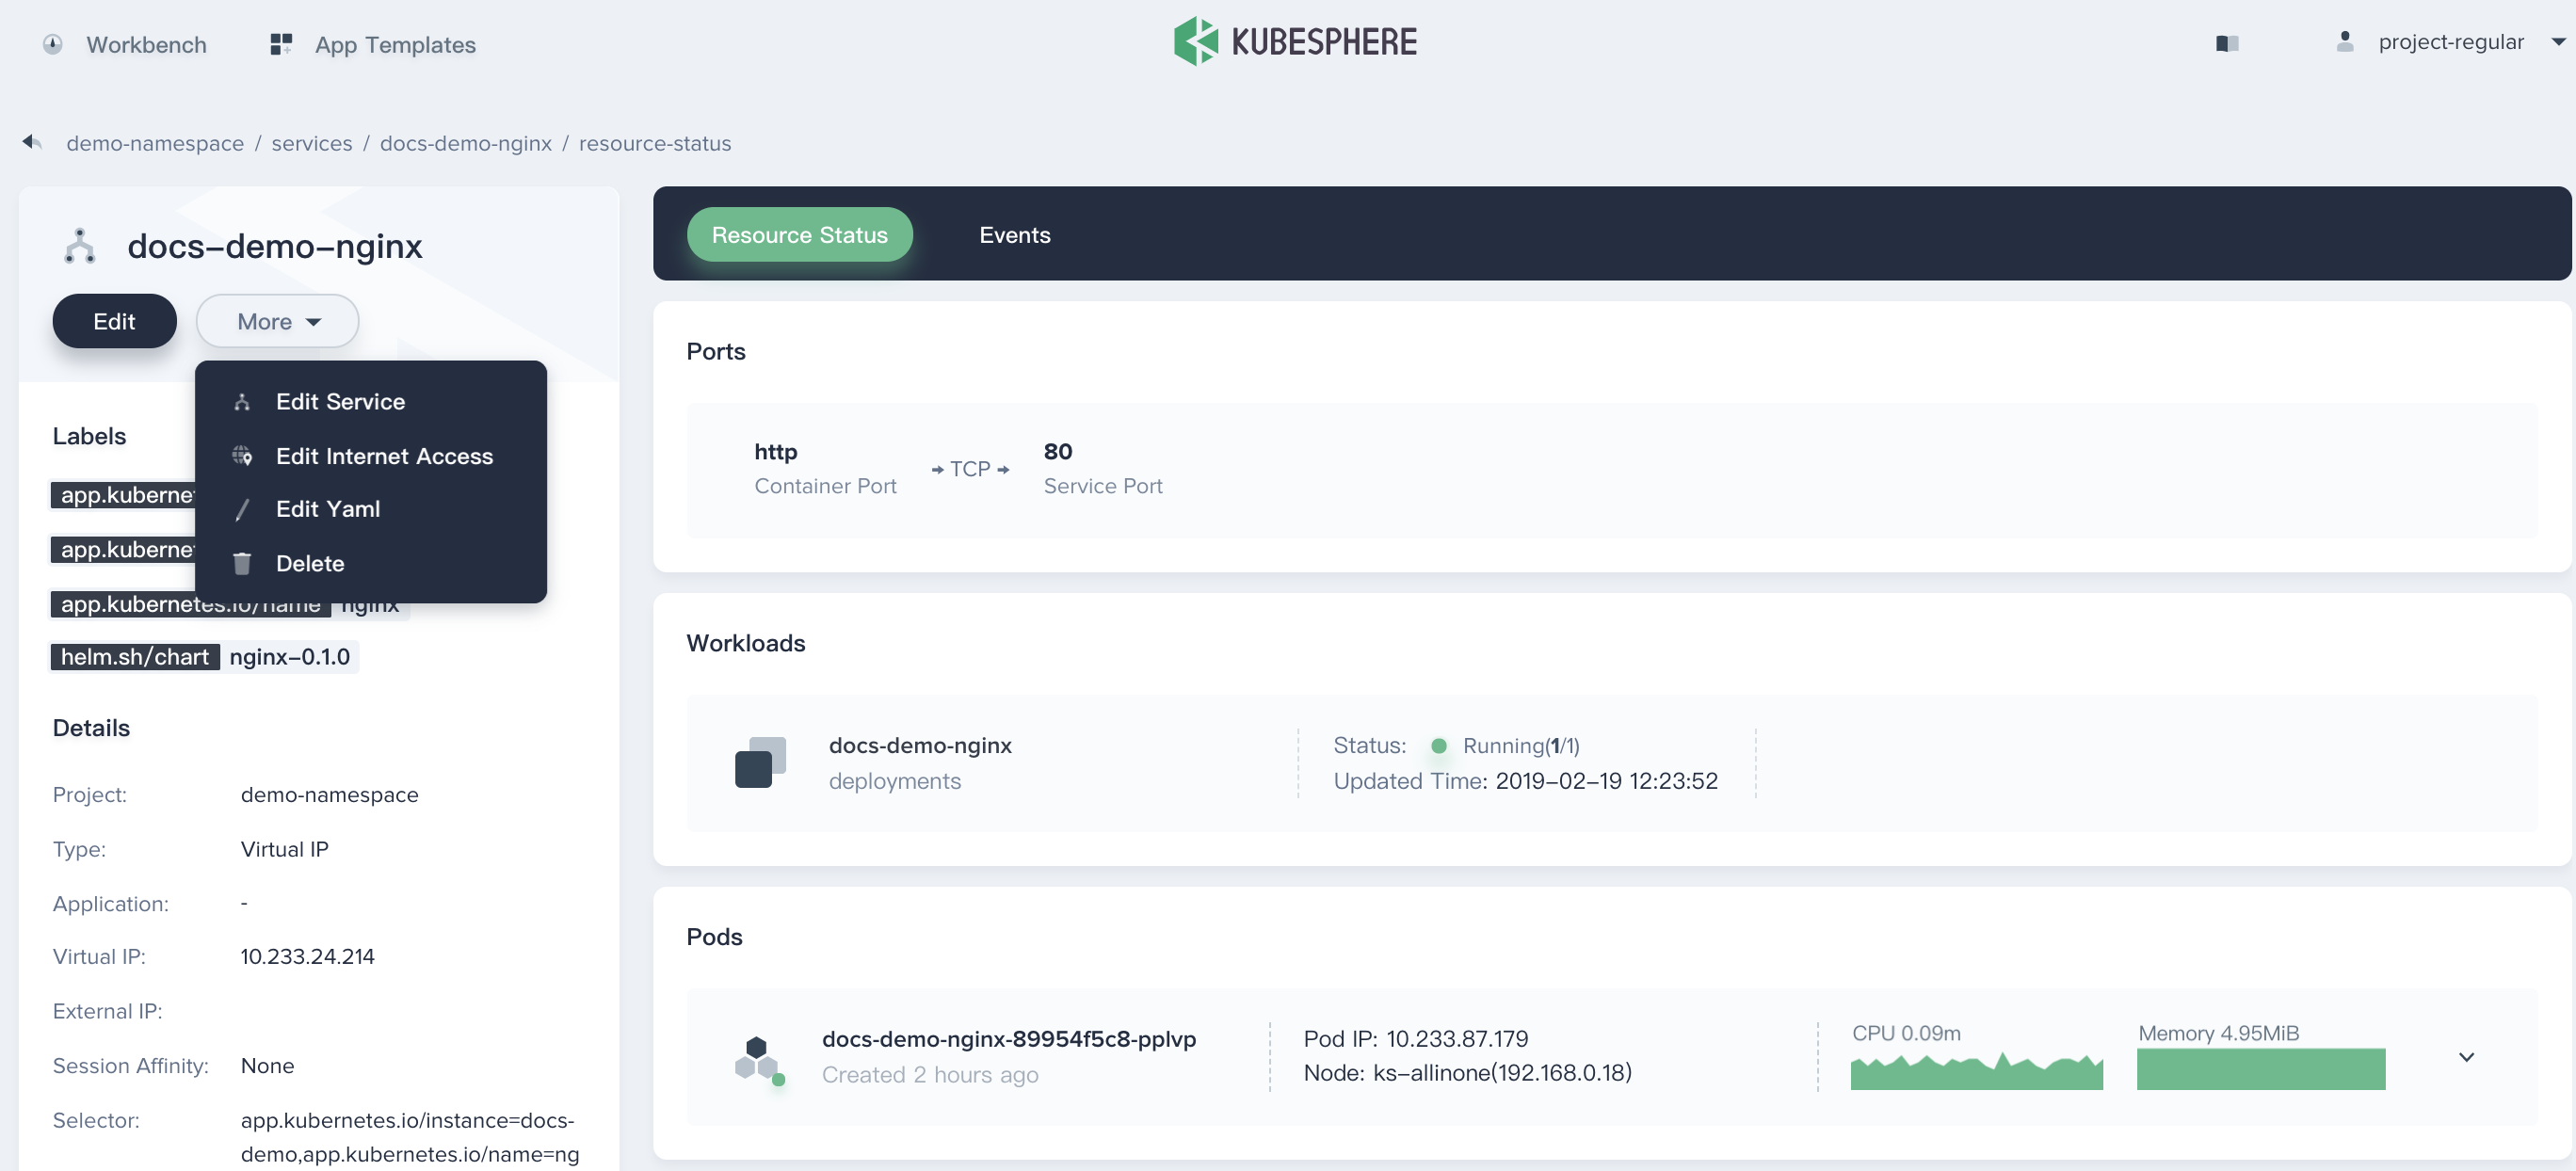 Workbench
App Templates
KUBESPHERE
project-regular
demo-namespace / services / docs-demo-nginx / resource-status
docs-demo-nginx
Edit
More
Edit Service
Edit Internet Access
Edit Yaml
Delete
Labels
app.kubernetes.io/name nginx
helm.sh/chart nginx-0.1.0
Details
Project: demo-namespace
Type: Virtual IP
Application: -
Virtual IP: 10.233.24.214
External IP:
Session Affinity: None
Selector: app.kubernetes.io/instance=docs-
demo,app.kubernetes.io/name=ng
Resource Status
Events
Ports
http
Container Port
TCP
80
Service Port
Workloads
docs-demo-nginx
deployments
Status: Running(1/1)
Updated Time: 2019-02-19 12:23:52
Pods
docs-demo-nginx-89954f5c8-pplvp
Created 2 hours ago
Pod IP: 10.233.87.179
Node: ks-allinone(192.168.0.18)
CPU 0.09m
Memory 4.95MiB